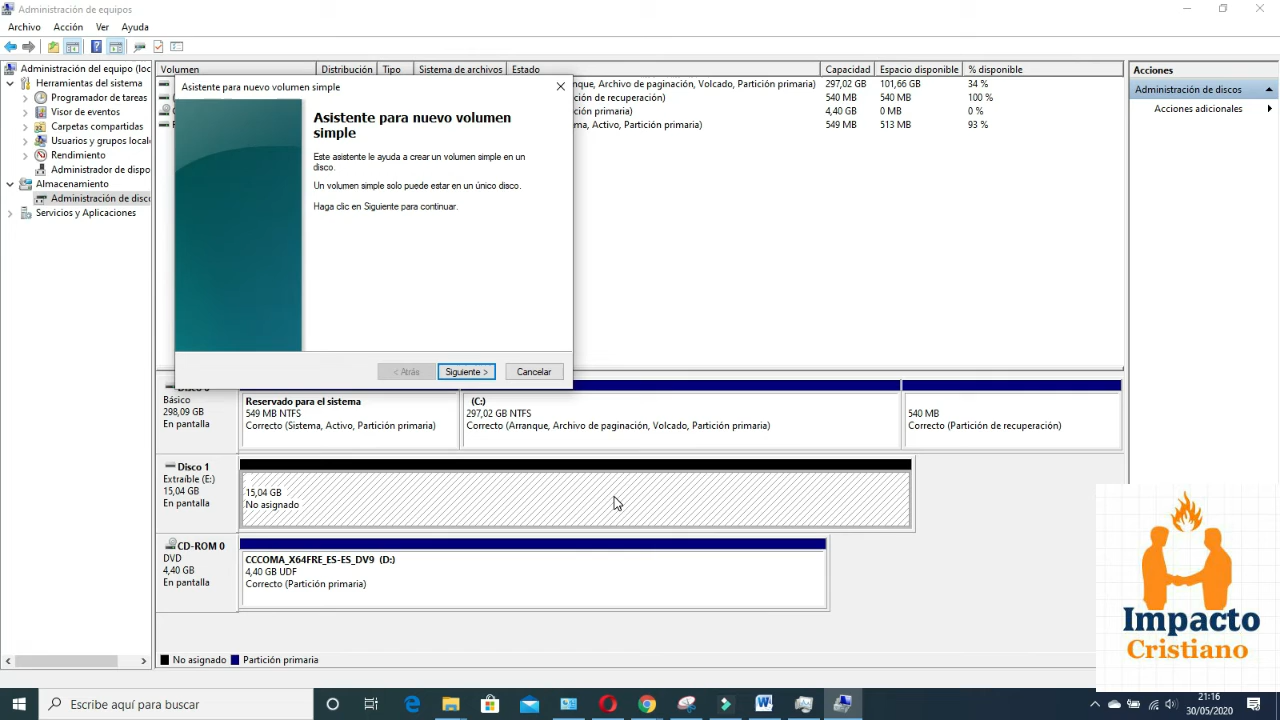 Administración de equipos
Archivo Acción Ver Ayuda
Administración del equipo (loc
Herramientas del sistema
Programador de tareas
Visor de eventos
Carpetas compartidas
Usuarios y grupos locale
Rendimiento
Administrador de dispo
Almacenamiento
Administración de disco
Servicios y Aplicaciones
Volumen Distribución Tipo Sistema de archivos Estado Capacidad Espacio disponible % disponible
nque, Archivo de paginación, Volcado, Partición primaria) 297,02 GB 101,66 GB 34 %
ción de recuperación) 540 MB 540 MB 100 %
ción primaria) 4,40 GB 0 MB 0 %
a, Activo, Partición primaria) 549 MB 513 MB 93 %
Acciones
Administración de discos
Acciones adicionales
Asistente para nuevo volumen simple
Asistente para nuevo volumen
simple
Este asistente le ayuda a crear un volumen simple en un
disco.
Un volumen simple solo puede estar en un único disco.
Haga clic en Siguiente para continuar.
< Atrás Siguiente > Cancelar
Básico
298,09 GB
En pantalla
Reservado para el sistema
549 MB NTFS
Correcto (Sistema, Activo, Partición primaria)
(C:)
297,02 GB NTFS
Correcto (Arranque, Archivo de paginación, Volcado, Partición primaria)
540 MB
Correcto (Partición de recuperación)
Disco 1
Extraíble (E:)
15,04 GB
En pantalla
15,04 GB
No asignado
CD-ROM 0
DVD
4,40 GB
En pantalla
CCCOMA_X64FRE_ES-ES_DV9 (D:)
4,40 GB UDF
Correcto (Partición primaria)
No asignado Partición primaria
Impacto
Cristiano
Escribe aquí para buscar
21:16
30/05/2020